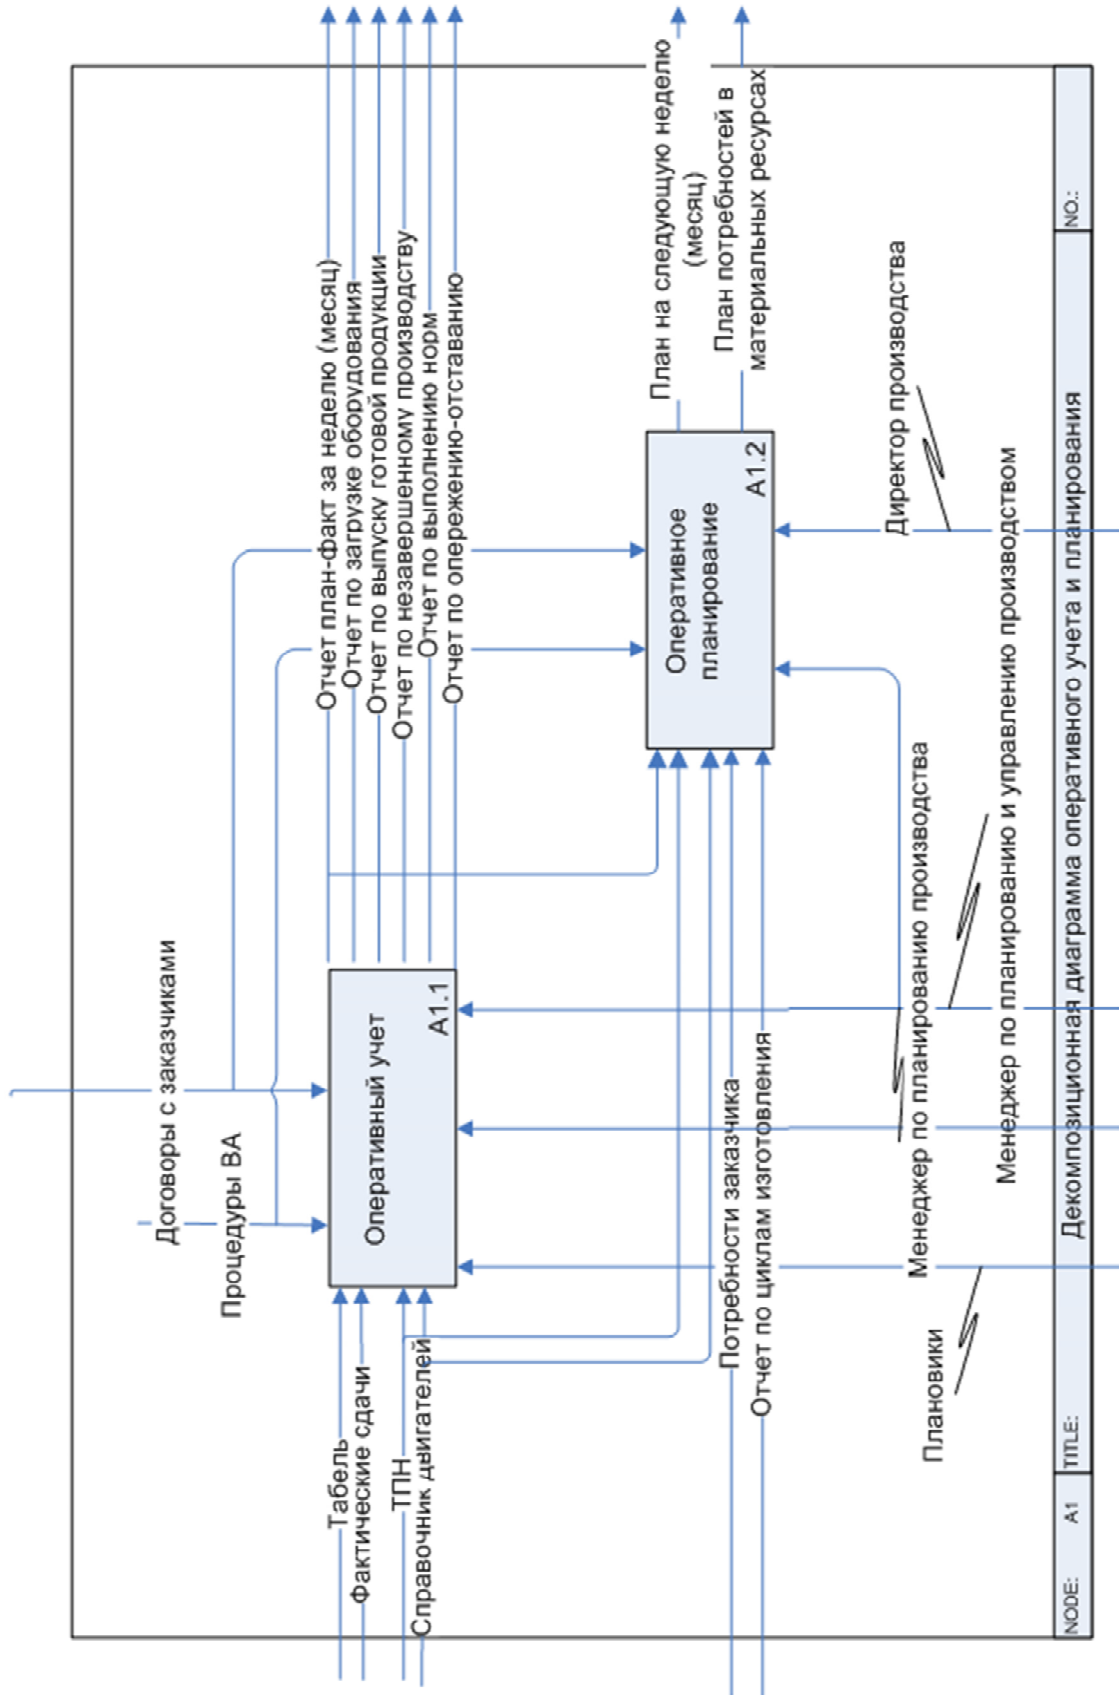 Договоры с заказчиками
Процедуры ВА
Табель
Фактические сдачи
ТПН
Справочник двигателей
Оперативный учет
А1.1
Отчет план-факт за неделю (месяц)
Отчет по загрузке оборудования
Отчет по выпуску готовой продукции
Отчет по незавершенному производству
Отчет по выполнению норм
Отчет по опережению-отставанию
Оперативное
планирование
А1.2
План на следующую неделю
(месяц)
План потребностей в
материальных ресурсах
Потребности заказчика
Отчет по циклам изготовления
Плановики
Менеджер по планированию производства
Менеджер по планированию и управлению производством
Директор производства
NODE:
A1
TITLE:
Декомпозиционная диаграмма оперативного учета и планирования
NO.: